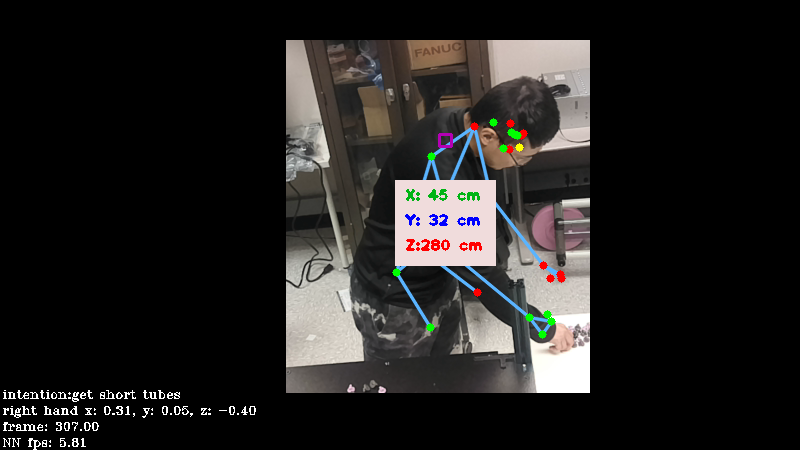 FANUC
X: 45 cm
Y: 32 cm
Z:280 cm
intention:get short tubes
right hand x: 0.31, y: 0.05, z: -0.40
frame: 307.00
NN fps: 5.81